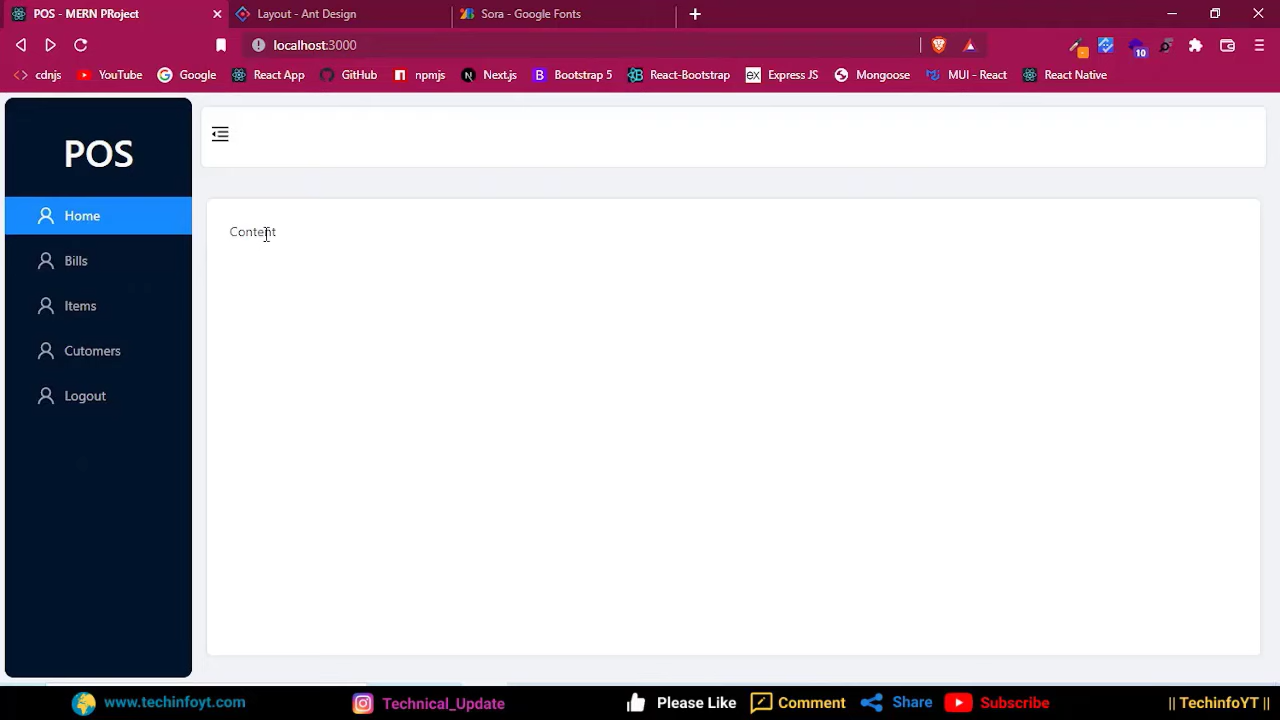 POS - MERN PRoject
Layout - Ant Design
Sora - Google Fonts
localhost:3000
10
cdnjs
YouTube
Google
React App
GitHub
npmjs
Next.js
Bootstrap 5
React-Bootstrap
ex Express JS
Mongoose
MUI - React
React Native
POS
Home
Bills
Items
Cutomers
Logout
Content
www.techinfoyt.com
Technical_Update
Please Like
Comment
Share
Subscribe
|| TechinfoYT ||